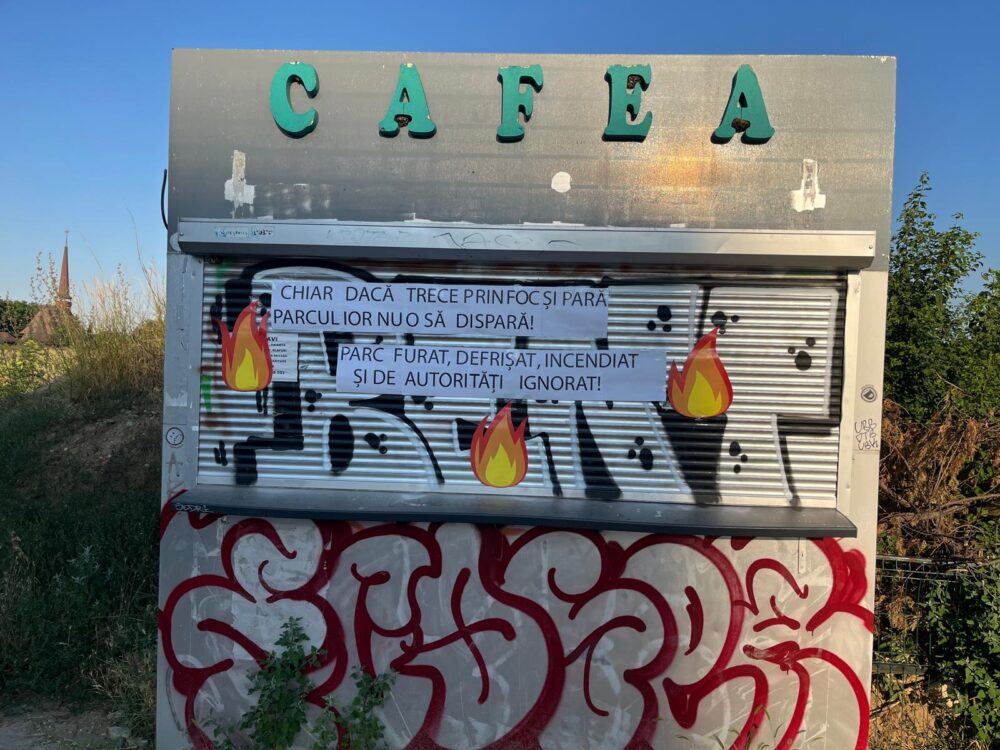 CAFEA
CHIAR DACĂ TRECE PRIN FOC ȘI PARĂ
PARCUL IOR NU O SĂ DISPARĂ!
PARC FURAT, DEFRIȘAT, INCENDIAT
ȘI DE AUTORITĂȚI IGNORAT!